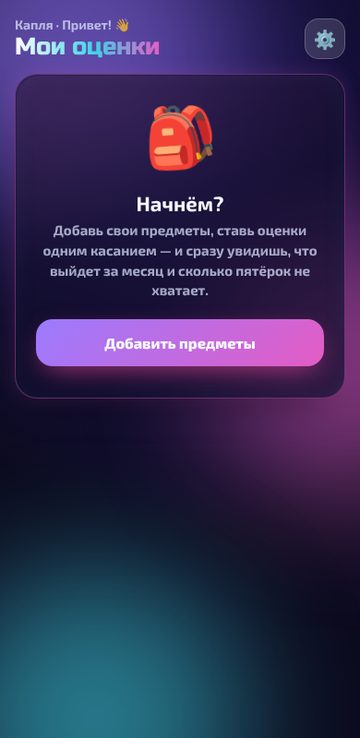 Капля · Привет! 👋
Мои оценки
Начнём?
Добавь свои предметы, ставь оценки
одним касанием — и сразу увидишь, что
выйдет за месяц и сколько пятёрок не
хватает.
Добавить предметы